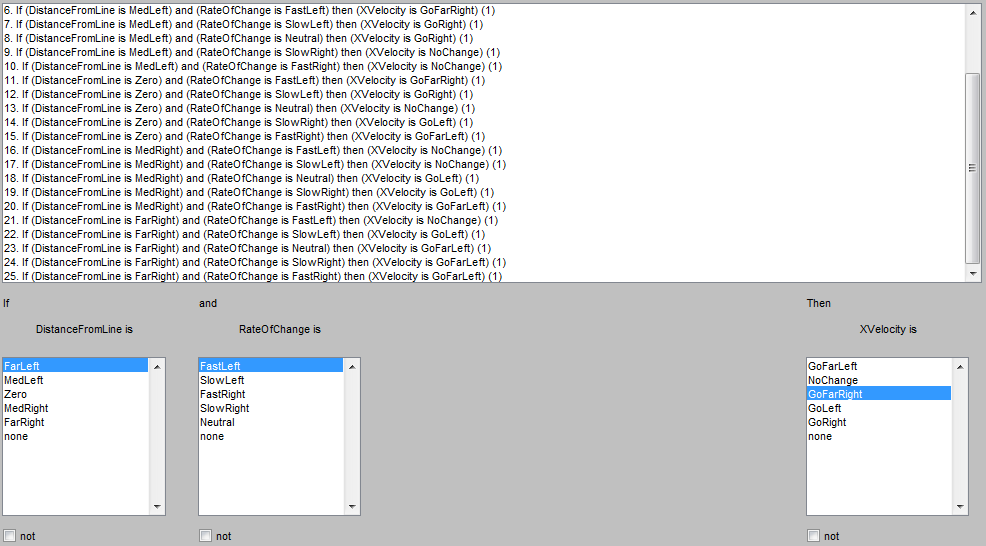 6. If (DistanceFromLine is MedLeft) and (RateOfChange is FastLeft) then (XVelocity is GoFarRight) (1)
7. If (DistanceFromLine is MedLeft) and (RateOfChange is SlowLeft) then (XVelocity is GoRight) (1)
8. If (DistanceFromLine is MedLeft) and (RateOfChange is Neutral) then (XVelocity is GoRight) (1)
9. If (DistanceFromLine is MedLeft) and (RateOfChange is SlowRight) then (XVelocity is NoChange) (1)
10. If (DistanceFromLine is MedLeft) and (RateOfChange is FastRight) then (XVelocity is NoChange) (1)
11. If (DistanceFromLine is Zero) and (RateOfChange is FastLeft) then (XVelocity is GoFarRight) (1)
12. If (DistanceFromLine is Zero) and (RateOfChange is SlowLeft) then (XVelocity is GoRight) (1)
13. If (DistanceFromLine is Zero) and (RateOfChange is Neutral) then (XVelocity is NoChange) (1)
14. If (DistanceFromLine is Zero) and (RateOfChange is SlowRight) then (XVelocity is GoLeft) (1)
15. If (DistanceFromLine is Zero) and (RateOfChange is FastRight) then (XVelocity is GoFarLeft) (1)
16. If (DistanceFromLine is MedRight) and (RateOfChange is FastLeft) then (XVelocity is NoChange) (1)
17. If (DistanceFromLine is MedRight) and (RateOfChange is SlowLeft) then (XVelocity is NoChange) (1)
18. If (DistanceFromLine is MedRight) and (RateOfChange is Neutral) then (XVelocity is GoLeft) (1)
19. If (DistanceFromLine is MedRight) and (RateOfChange is SlowRight) then (XVelocity is GoLeft) (1)
20. If (DistanceFromLine is MedRight) and (RateOfChange is FastRight) then (XVelocity is GoFarLeft) (1)
21. If (DistanceFromLine is FarRight) and (RateOfChange is FastLeft) then (XVelocity is NoChange) (1)
22. If (DistanceFromLine is FarRight) and (RateOfChange is SlowLeft) then (XVelocity is GoLeft) (1)
23. If (DistanceFromLine is FarRight) and (RateOfChange is Neutral) then (XVelocity is GoFarLeft) (1)
24. If (DistanceFromLine is FarRight) and (RateOfChange is SlowRight) then (XVelocity is GoFarLeft) (1)
25. If (DistanceFromLine is FarRight) and (RateOfChange is FastRight) then (XVelocity is GoFarLeft) (1)
If
DistanceFromLine is
FarLeft
MedLeft
Zero
MedRight
FarRight
none
not
and
RateOfChange is
FastLeft
SlowLeft
FastRight
SlowRight
Neutral
none
not
Then
XVelocity is
GoFarLeft
NoChange
GoFarRight
GoLeft
GoRight
none
not